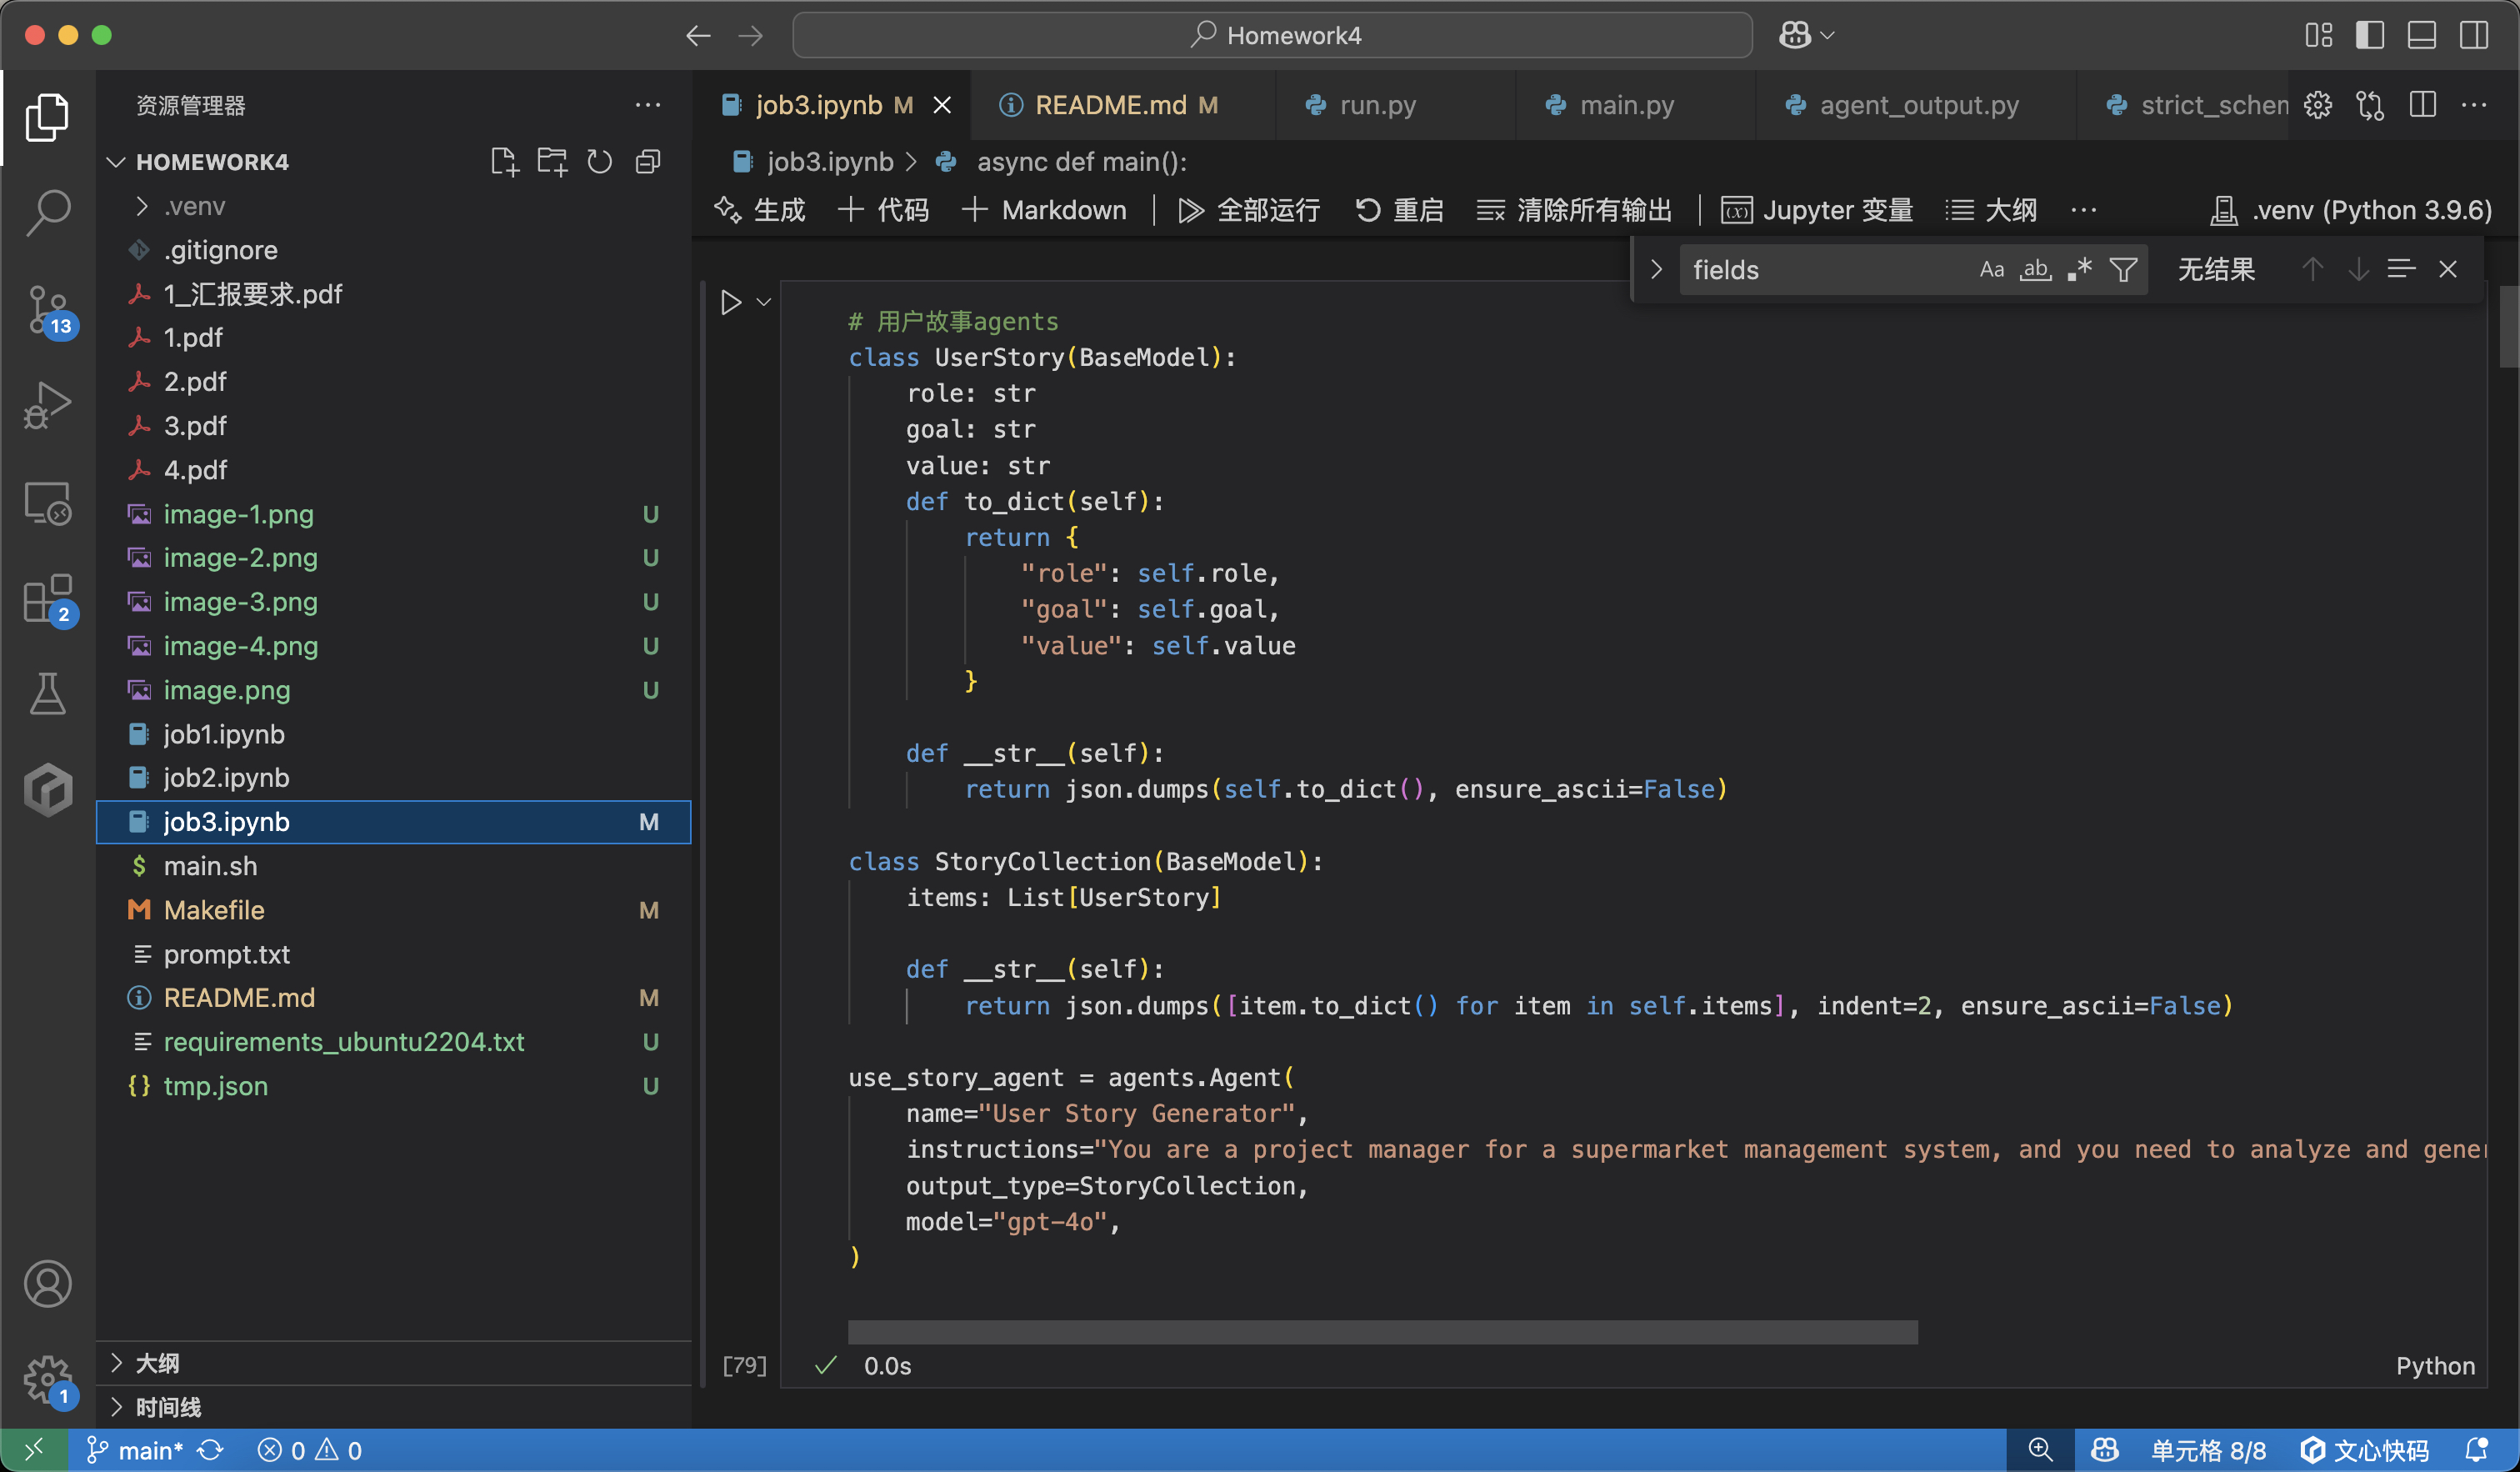 Homework4
资源管理器
HOMEWORK4
.venv
.gitignore
1_汇报要求.pdf
1.pdf
2.pdf
3.pdf
4.pdf
image-1.png U
image-2.png U
image-3.png U
image-4.png U
image.png U
job1.ipynb
job2.ipynb
job3.ipynb M
main.sh
Makefile M
prompt.txt
README.md M
requirements_ubuntu2204.txt U
tmp.json U
大纲
时间线
13
2
1
job3.ipynb M README.md M run.py main.py agent_output.py strict_schem
job3.ipynb > async def main():
生成 代码 Markdown 全部运行 重启 清除所有输出 Jupyter 变量 大纲 ... .venv (Python 3.9.6)
fields Aa ab .* 无结果
# 用户故事agents
class UserStory(BaseModel):
    role: str
    goal: str
    value: str
    def to_dict(self):
        return {
            "role": self.role,
            "goal": self.goal,
            "value": self.value
        }
    def __str__(self):
        return json.dumps(self.to_dict(), ensure_ascii=False)
class StoryCollection(BaseModel):
    items: List[UserStory]
    def __str__(self):
        return json.dumps([item.to_dict() for item in self.items], indent=2, ensure_ascii=False)
use_story_agent = agents.Agent(
    name="User Story Generator",
    instructions="You are a project manager for a supermarket management system, and you need to analyze and gener
    output_type=StoryCollection,
    model="gpt-4o",
)
[79] 0.0s Python
main* 0 0 单元格 8/8 文心快码